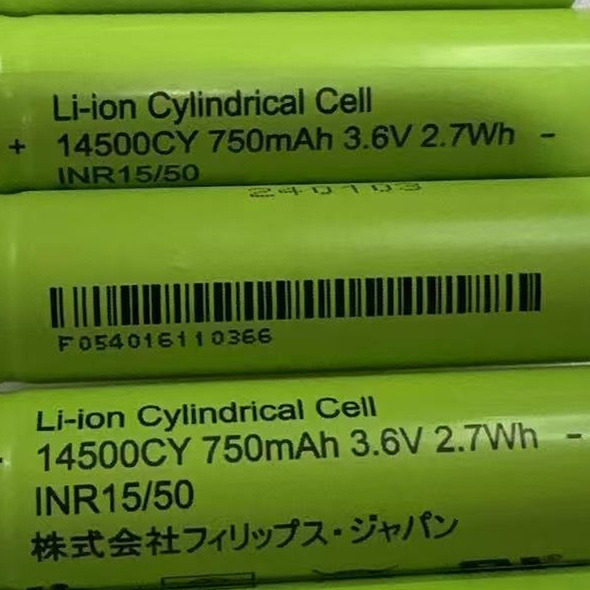 Li-ion Cylindrical Cell
+ 14500CY 750mAh 3.6V 2.7Wh -
INR15/50
240103
F054016110366
Li-ion Cylindrical Cell
14500CY 750mAh 3.6V 2.7Wh -
INR15/50
株式会社フィリップス・ジャパン